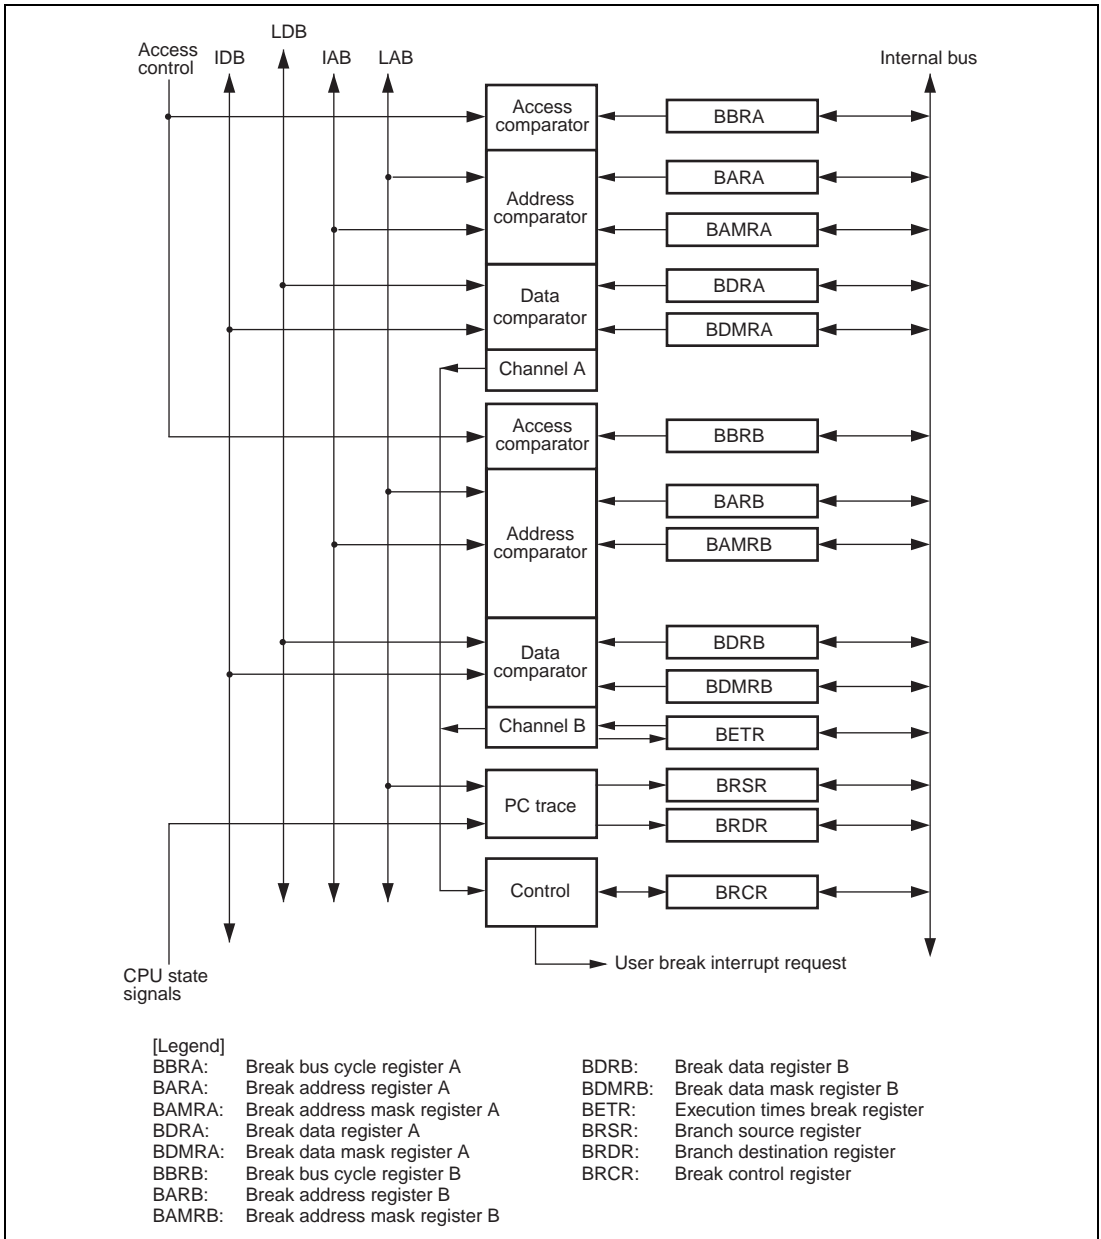 LDB
Access
control
IDB
IAB
LAB
Internal bus
Access
comparator
BBRA
BARA
Address
comparator
BAMRA
BDRA
Data
comparator
BDMRA
Channel A
Access
comparator
BBRB
BARB
Address
comparator
BAMRB
BDRB
Data
comparator
BDMRB
Channel B
BETR
BRSR
PC trace
BRDR
Control
BRCR
User break interrupt request
CPU state
signals
[Legend]
BBRA: Break bus cycle register A
BARA: Break address register A
BAMRA: Break address mask register A
BDRA: Break data register A
BDMRA: Break data mask register A
BBRB: Break bus cycle register B
BARB: Break address register B
BAMRB: Break address mask register B
BDRB: Break data register B
BDMRB: Break data mask register B
BETR: Execution times break register
BRSR: Branch source register
BRDR: Branch destination register
BRCR: Break control register